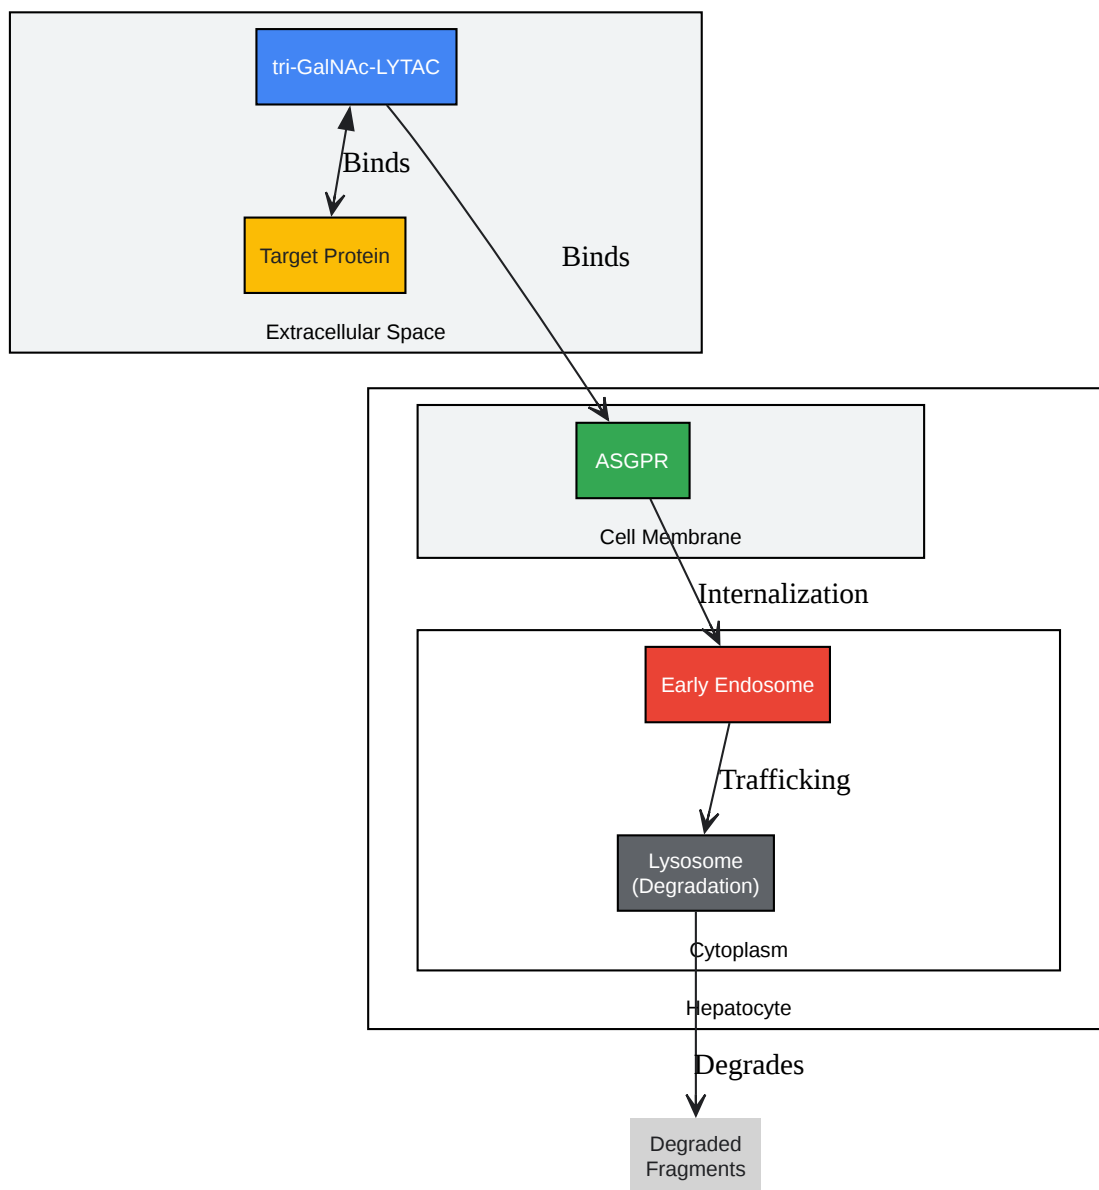 tri-GalNAc-LYTAC
Binds
Target Protein
Binds
Extracellular Space
ASGPR
Cell Membrane
Internalization
Early Endosome
Trafficking
Lysosome
(Degradation)
Cytoplasm
Hepatocyte
Degrades
Degraded
Fragments